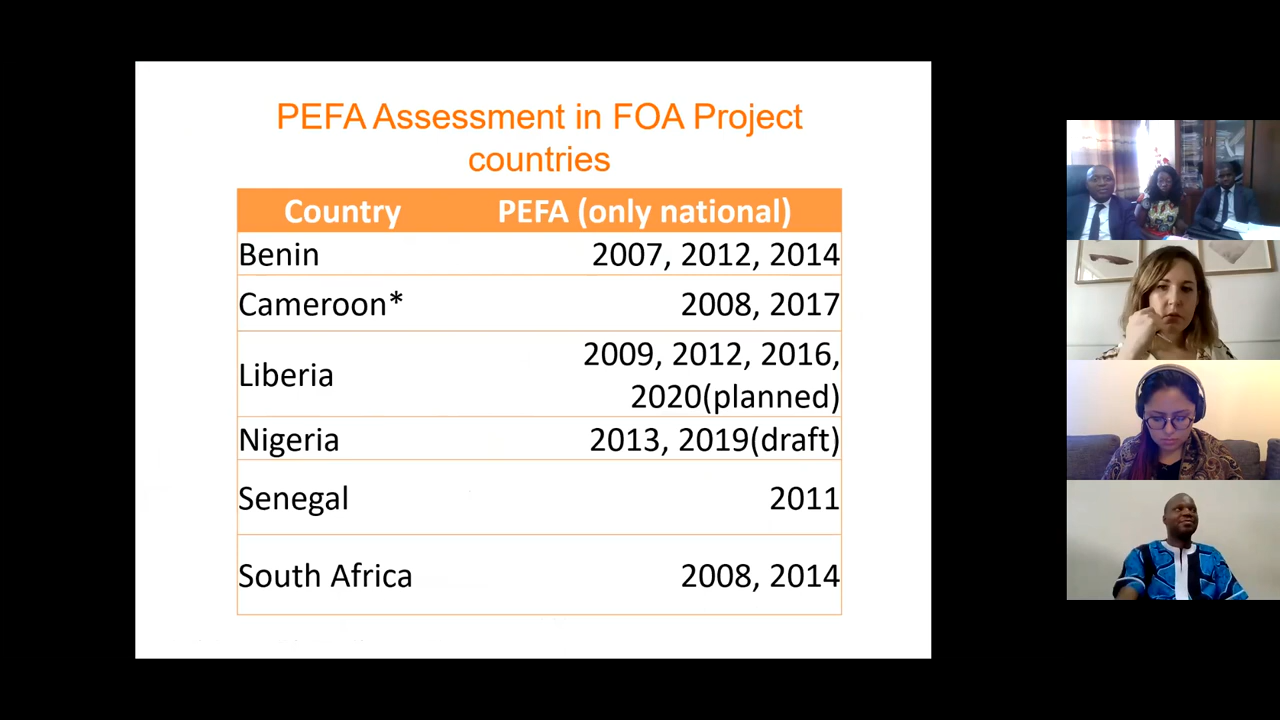 PEFA Assessment in FOA Project
countries
Country PEFA (only national)
Benin 2007, 2012, 2014
Cameroon* 2008, 2017
Liberia 2009, 2012, 2016,
2020(planned)
Nigeria 2013, 2019(draft)
Senegal 2011
South Africa 2008, 2014